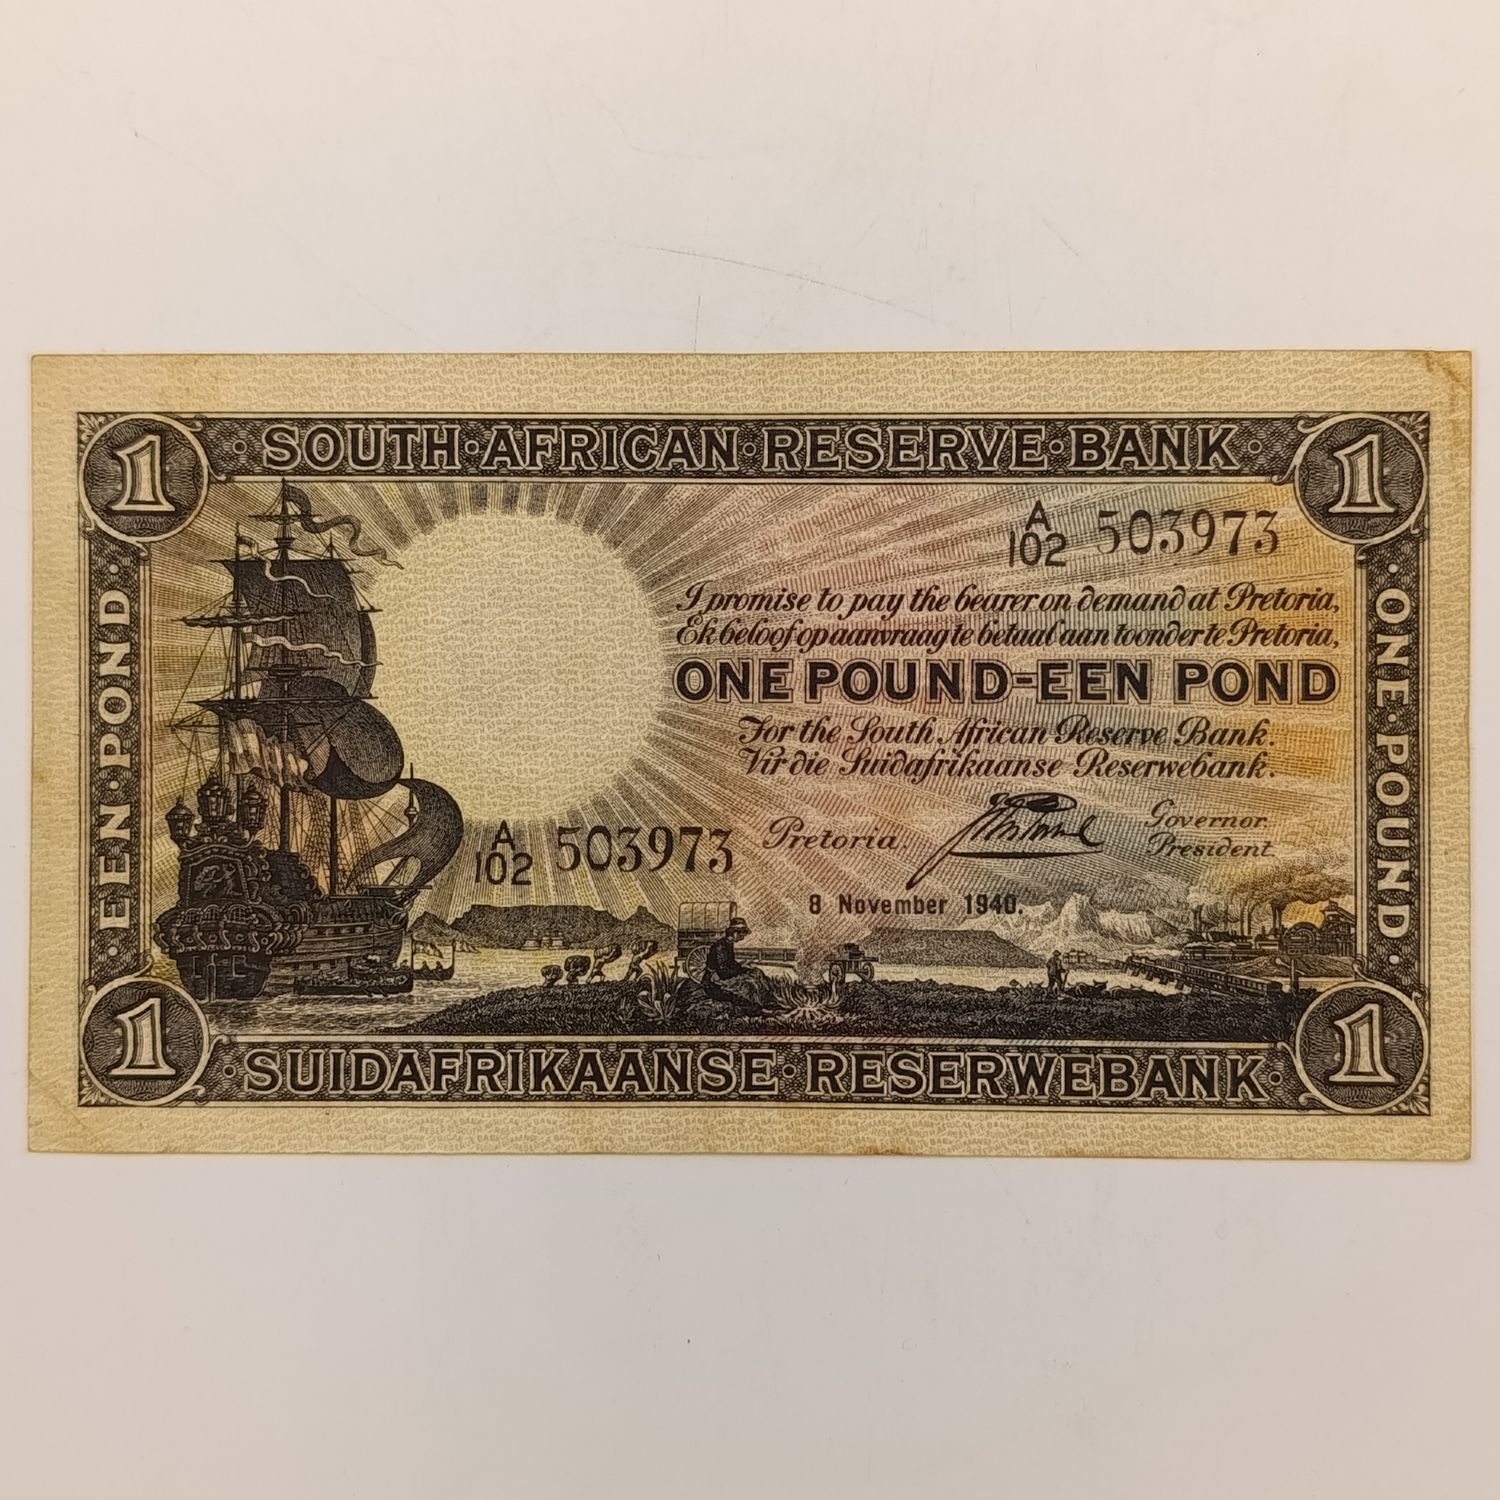 1 SOUTH·AFRICAN·RESERVE·BANK 1
A
102 503973
I promise to pay the bearer on demand at Pretoria,
Ek beloof op aanvraag te betaal aan toonder te Pretoria,
ONE POUND-EEN POND
For the South African Reserve Bank.
Vir die Suidafrikaanse Reserwebank.
Pretoria. Governor.
President.
A
102 503973
8 November 1940.
EEN·POND
ONE·POUND
1 SUIDAFRIKAANSE·RESERWEBANK 1